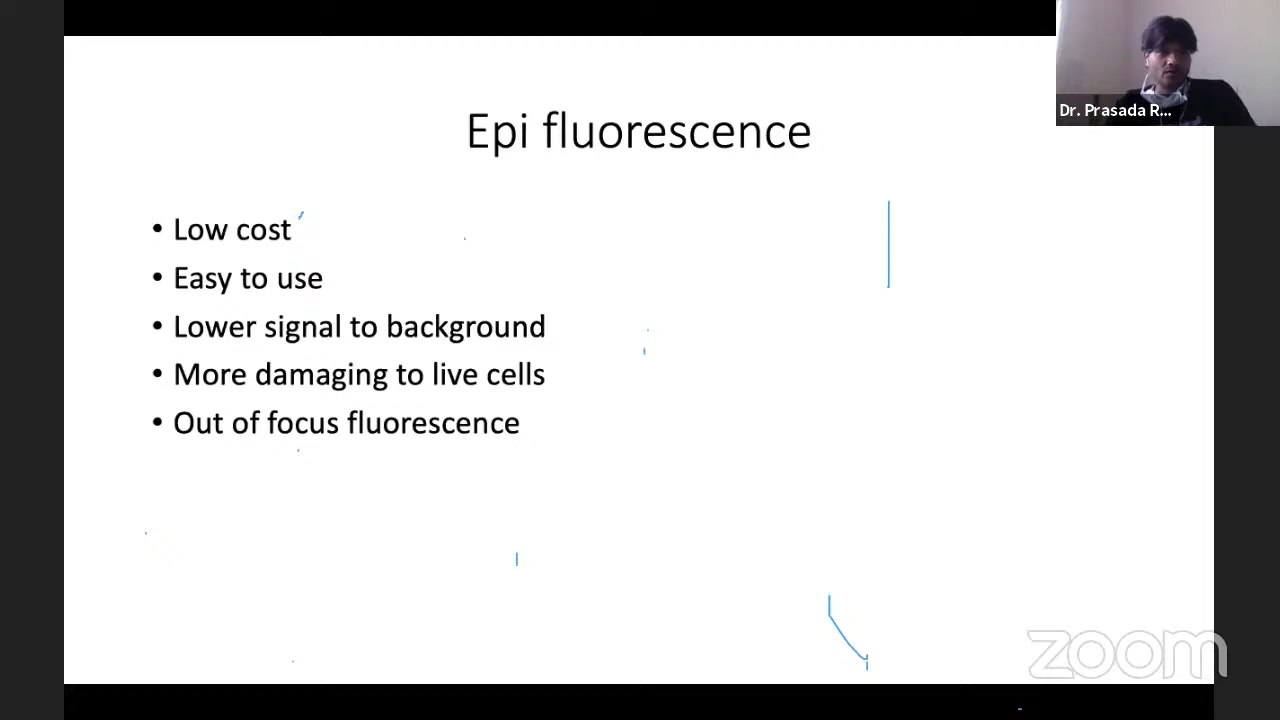 Dr. Prasada R...
Epi fluorescence
• Low cost
• Easy to use
• Lower signal to background
• More damaging to live cells
• Out of focus fluorescence
zoom